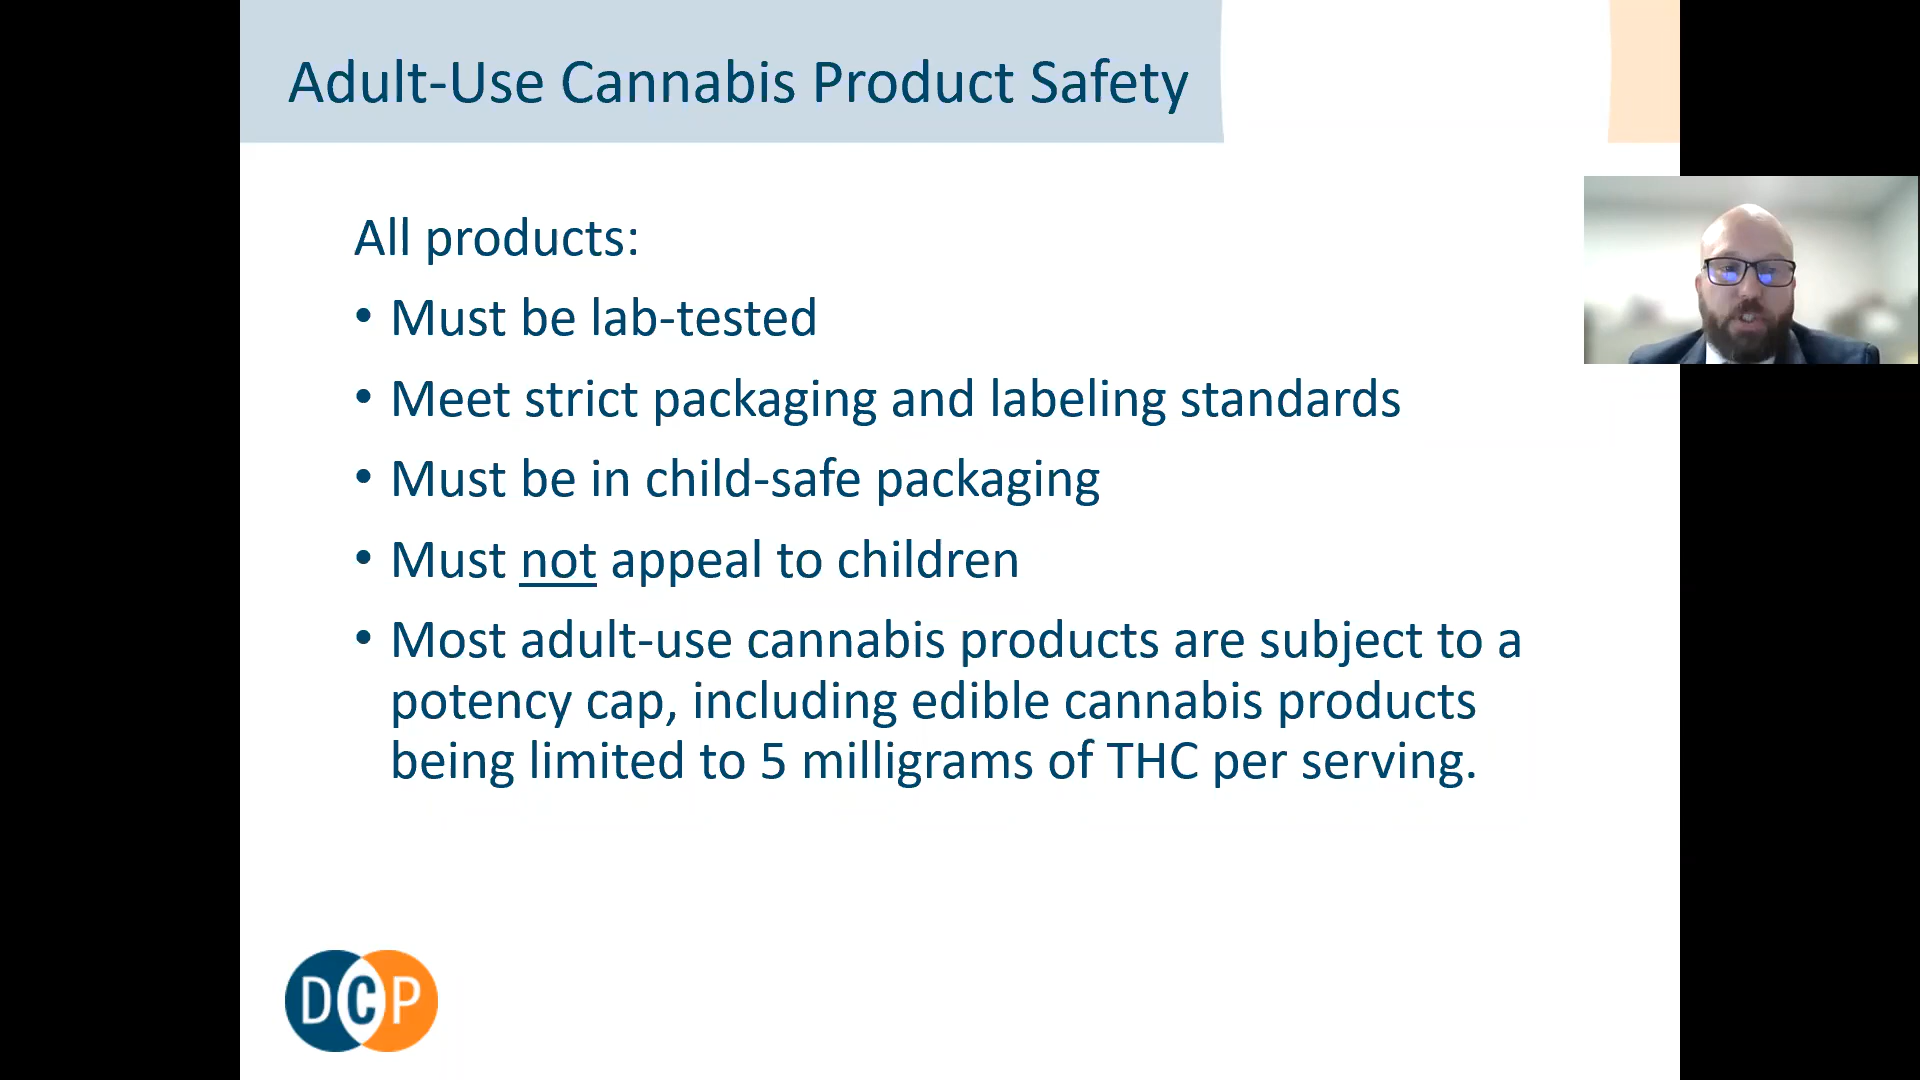 Adult-Use Cannabis Product Safety
All products:
• Must be lab-tested
• Meet strict packaging and labeling standards
• Must be in child-safe packaging
• Must not appeal to children
• Most adult-use cannabis products are subject to a
potency cap, including edible cannabis products
being limited to 5 milligrams of THC per serving.
DCP